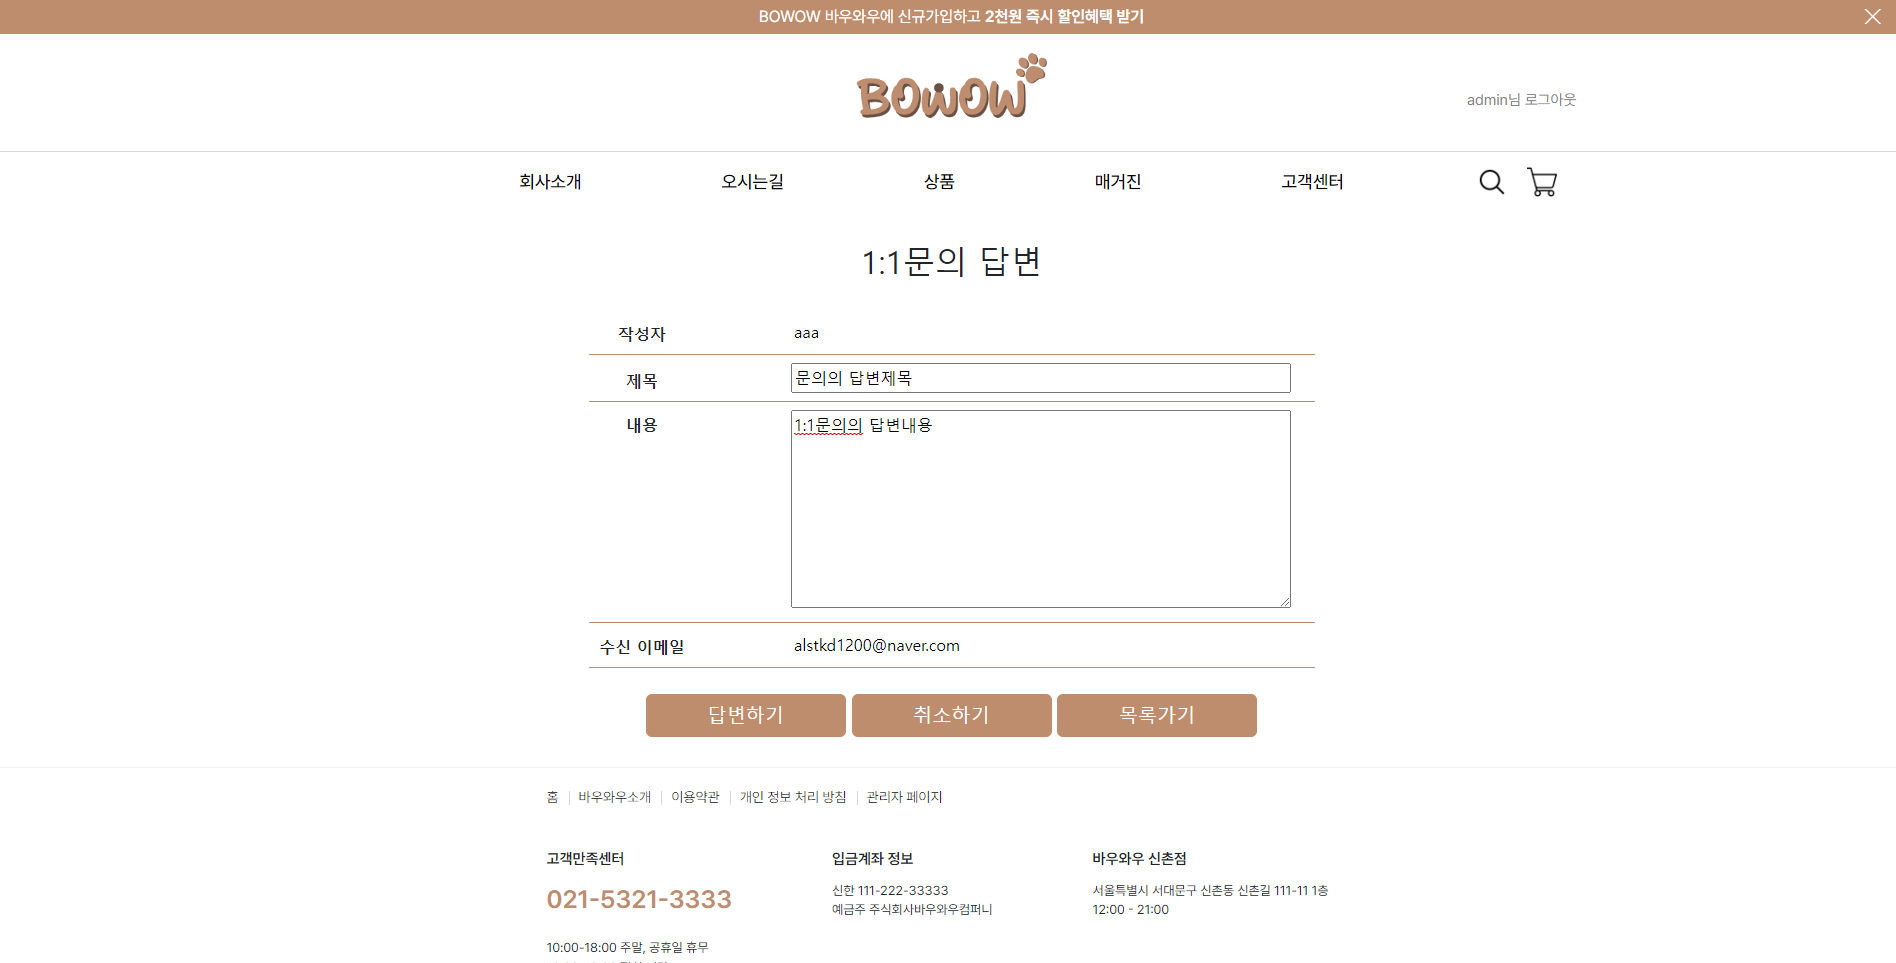 BOWOW 바우와우에 신규가입하고 2천원 즉시 할인혜택 받기
BOWOW
admin님 로그아웃
회사소개 오시는길 상품 매거진 고객센터
1:1문의 답변
작성자 aaa
제목 문의의 답변제목
내용 1:1문의의 답변내용
수신 이메일 alstkd1200@naver.com
답변하기 취소하기 목록가기
홈 바우와우소개 이용약관 개인 정보 처리 방침 관리자 페이지
고객만족센터 입금계좌 정보 바우와우 신촌점
021-5321-3333 신한 111-222-33333 서울특별시 서대문구 신촌동 신촌길 111-11 1층
예금주 주식회사바우와우컴퍼니 12:00 - 21:00
10:00-18:00 주말, 공휴일 휴무